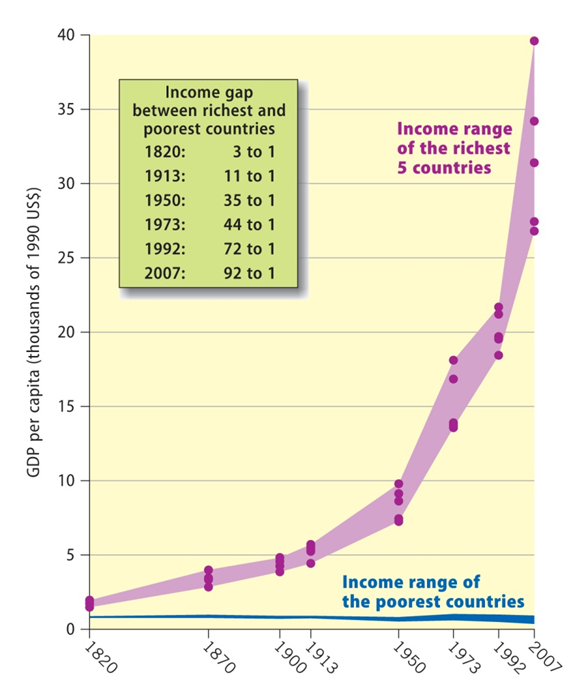 40
35
30
25
20
15
10
5
0
GDP per capita (thousands of 1990 US$)
Income gap
between richest and
poorest countries
1820: 3 to 1
1913: 11 to 1
1950: 35 to 1
1973: 44 to 1
1992: 72 to 1
2007: 92 to 1
Income range
of the richest
5 countries
Income range of
the poorest countries
1820
1870
1900
1913
1950
1973
1992
2007